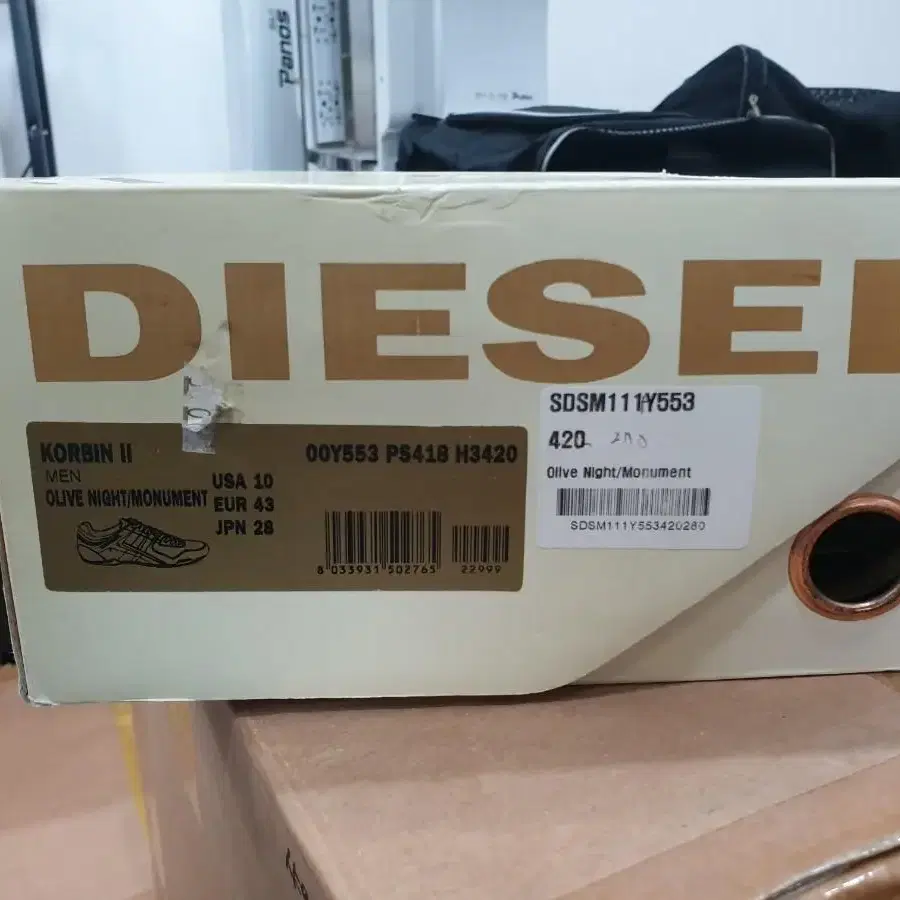 Panos
DIESEL
KORBIN II
MEN
OLIVE NIGHT/MONUMENT
USA 10
EUR 43
JPN 28
00Y553 PS418 H3420
8 033931 502765
22999
SDSM111Y553
420
Olive Night/Monument
SDSM111Y553420280